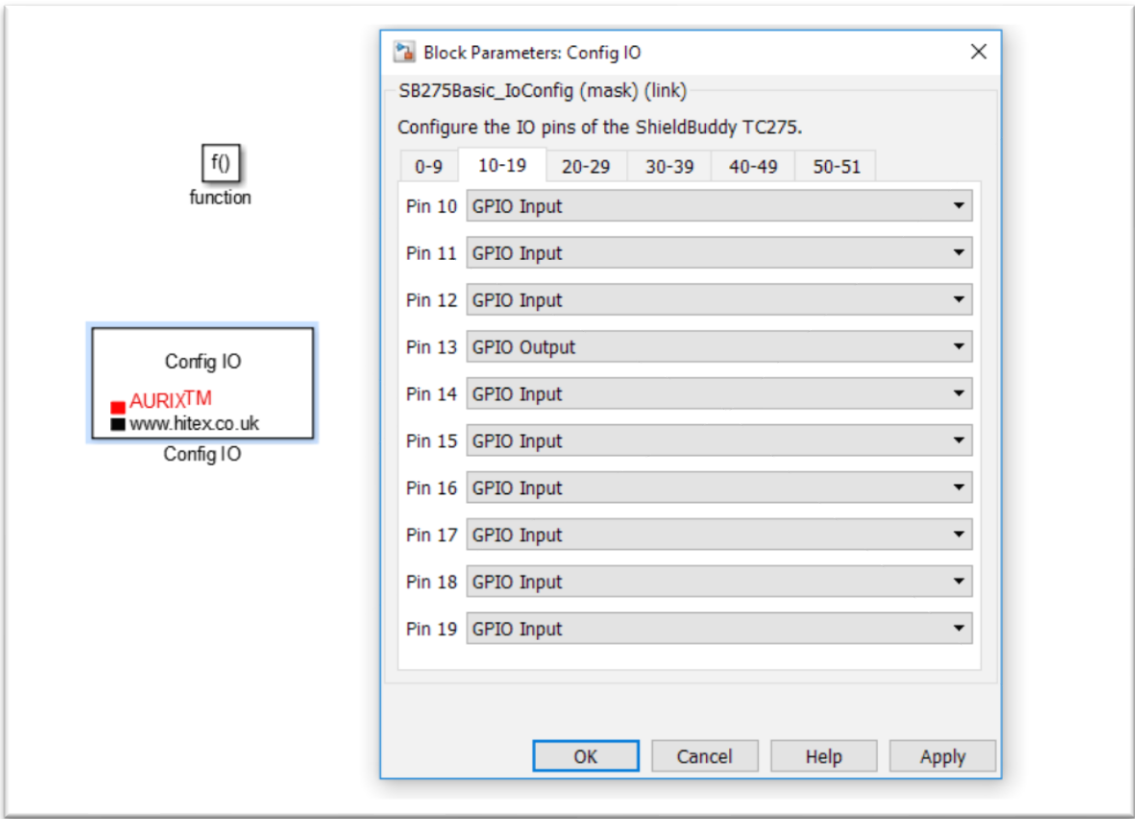 f()
function
Config IO
AURIX™
www.hitex.co.uk
Config IO
Block Parameters: Config IO
SB275Basic_IoConfig (mask) (link)
Configure the IO pins of the ShieldBuddy TC275.
0-9 10-19 20-29 30-39 40-49 50-51
Pin 10 GPIO Input
Pin 11 GPIO Input
Pin 12 GPIO Input
Pin 13 GPIO Output
Pin 14 GPIO Input
Pin 15 GPIO Input
Pin 16 GPIO Input
Pin 17 GPIO Input
Pin 18 GPIO Input
Pin 19 GPIO Input
OK Cancel Help Apply